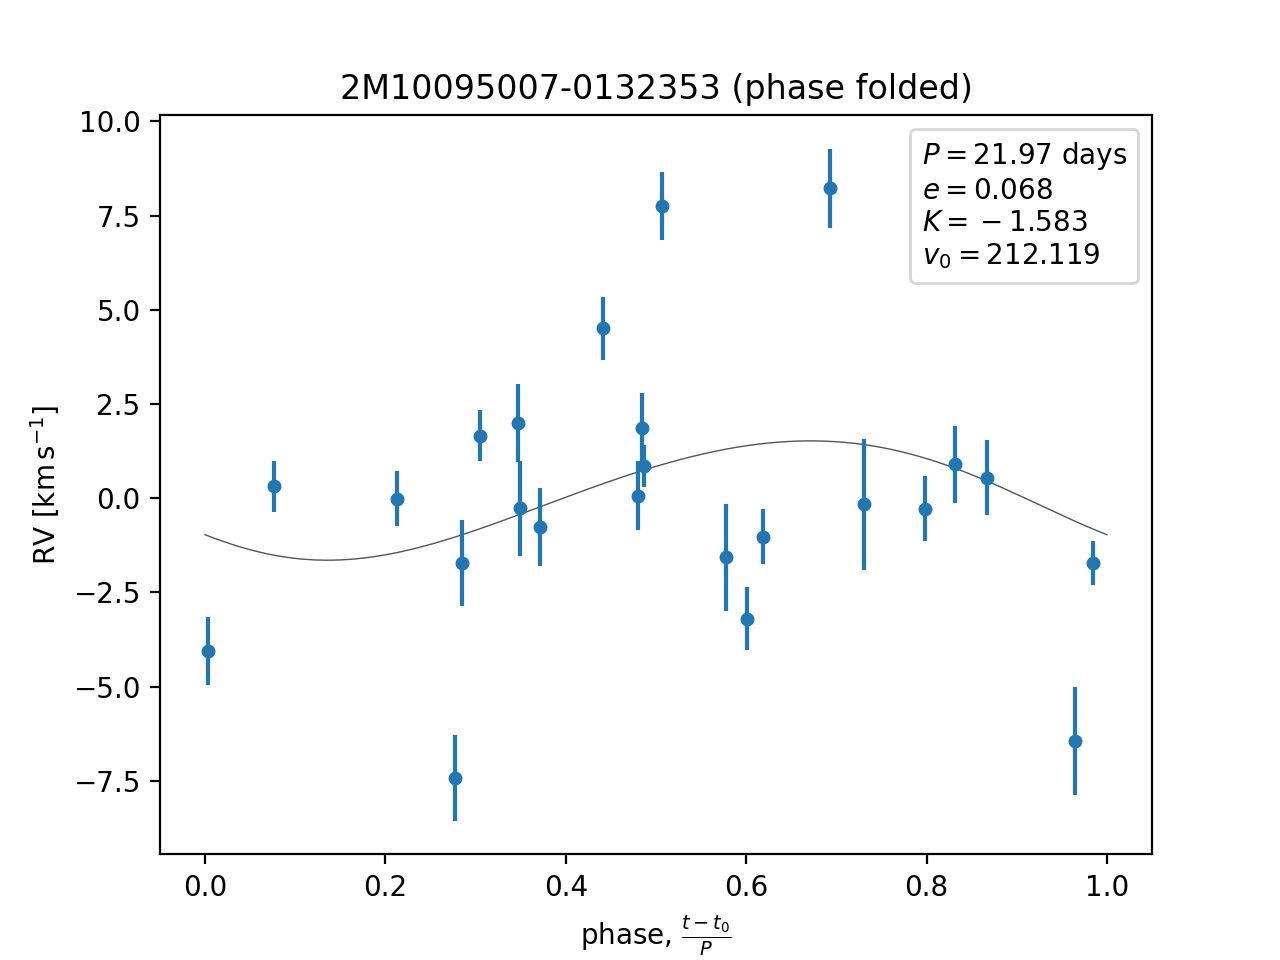 2M10095007-0132353 (phase folded)
P = 21.97 days
e = 0.068
K = −1.583
v₀ = 212.119
10.0
7.5
5.0
2.5
0.0
−2.5
−5.0
−7.5
RV [km s⁻¹]
0.0 0.2 0.4 0.6 0.8 1.0
phase, (t − t₀)/P